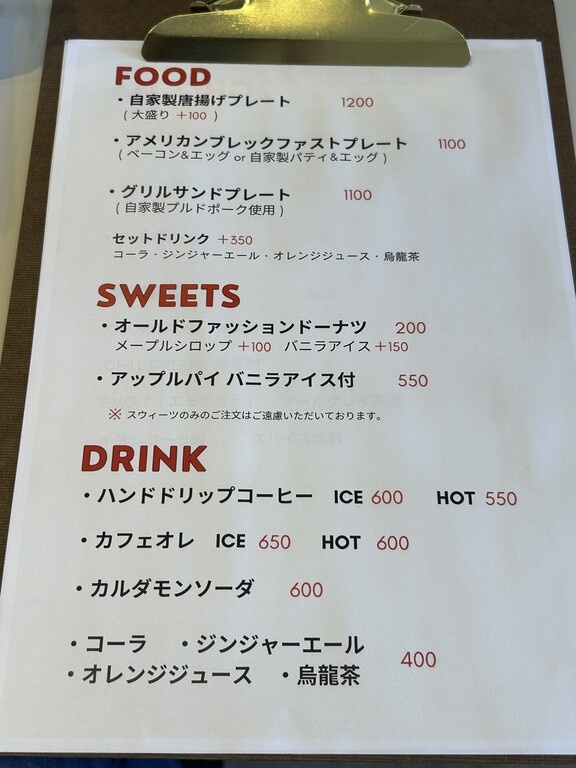 FOOD
・自家製唐揚げプレート 1200
( 大盛り +100 )
・アメリカンブレックファストプレート 1100
( ベーコン&エッグ or 自家製パティ&エッグ )
・グリルサンドプレート 1100
( 自家製プルドポーク使用 )
セットドリンク +350
コーラ・ジンジャーエール・オレンジジュース・烏龍茶
SWEETS
・オールドファッションドーナツ 200
メープルシロップ +100 バニラアイス+150
・アップルパイ バニラアイス付 550
※ スウィーツのみのご注文はご遠慮いただいております。
DRINK
・ハンドドリップコーヒー ICE 600 HOT 550
・カフェオレ ICE 650 HOT 600
・カルダモンソーダ 600
・コーラ ・ジンジャーエール
・オレンジジュース ・烏龍茶 400